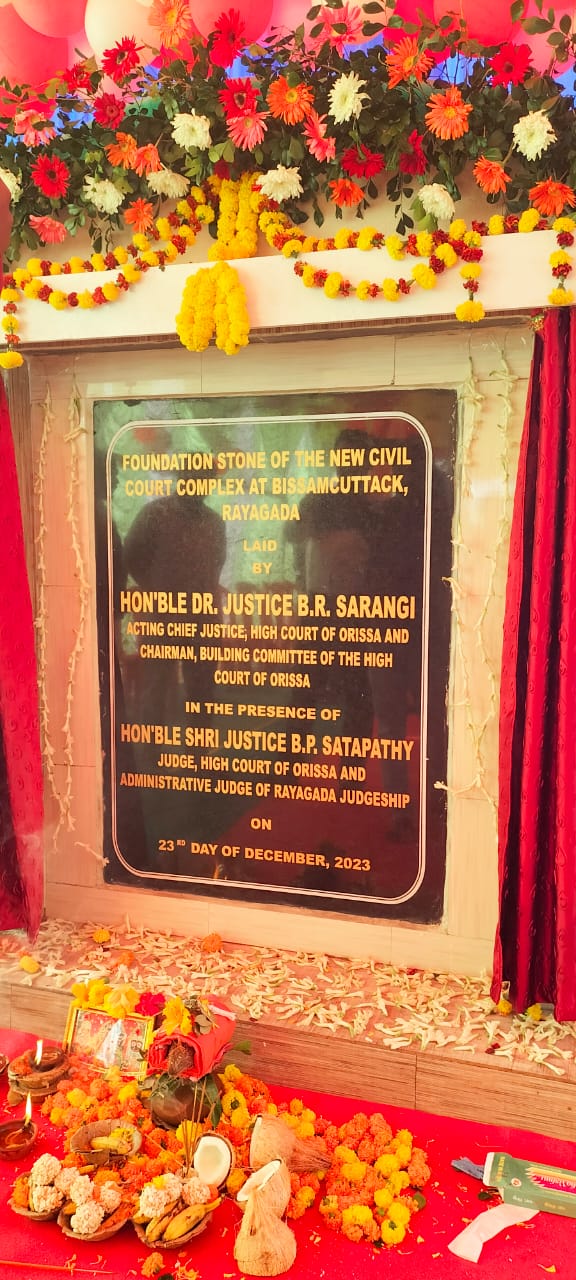 FOUNDATION STONE OF THE NEW CIVIL
COURT COMPLEX AT BISSAMCUTTACK,
RAYAGADA
LAID
BY
HON'BLE DR. JUSTICE B.R. SARANGI
ACTING CHIEF JUSTICE, HIGH COURT OF ORISSA AND
CHAIRMAN, BUILDING COMMITTEE OF THE HIGH
COURT OF ORISSA
IN THE PRESENCE OF
HON'BLE SHRI JUSTICE B.P. SATAPATHY
JUDGE, HIGH COURT OF ORISSA AND
ADMINISTRATIVE JUDGE OF RAYAGADA JUDGESHIP
ON
23RD DAY OF DECEMBER, 2023